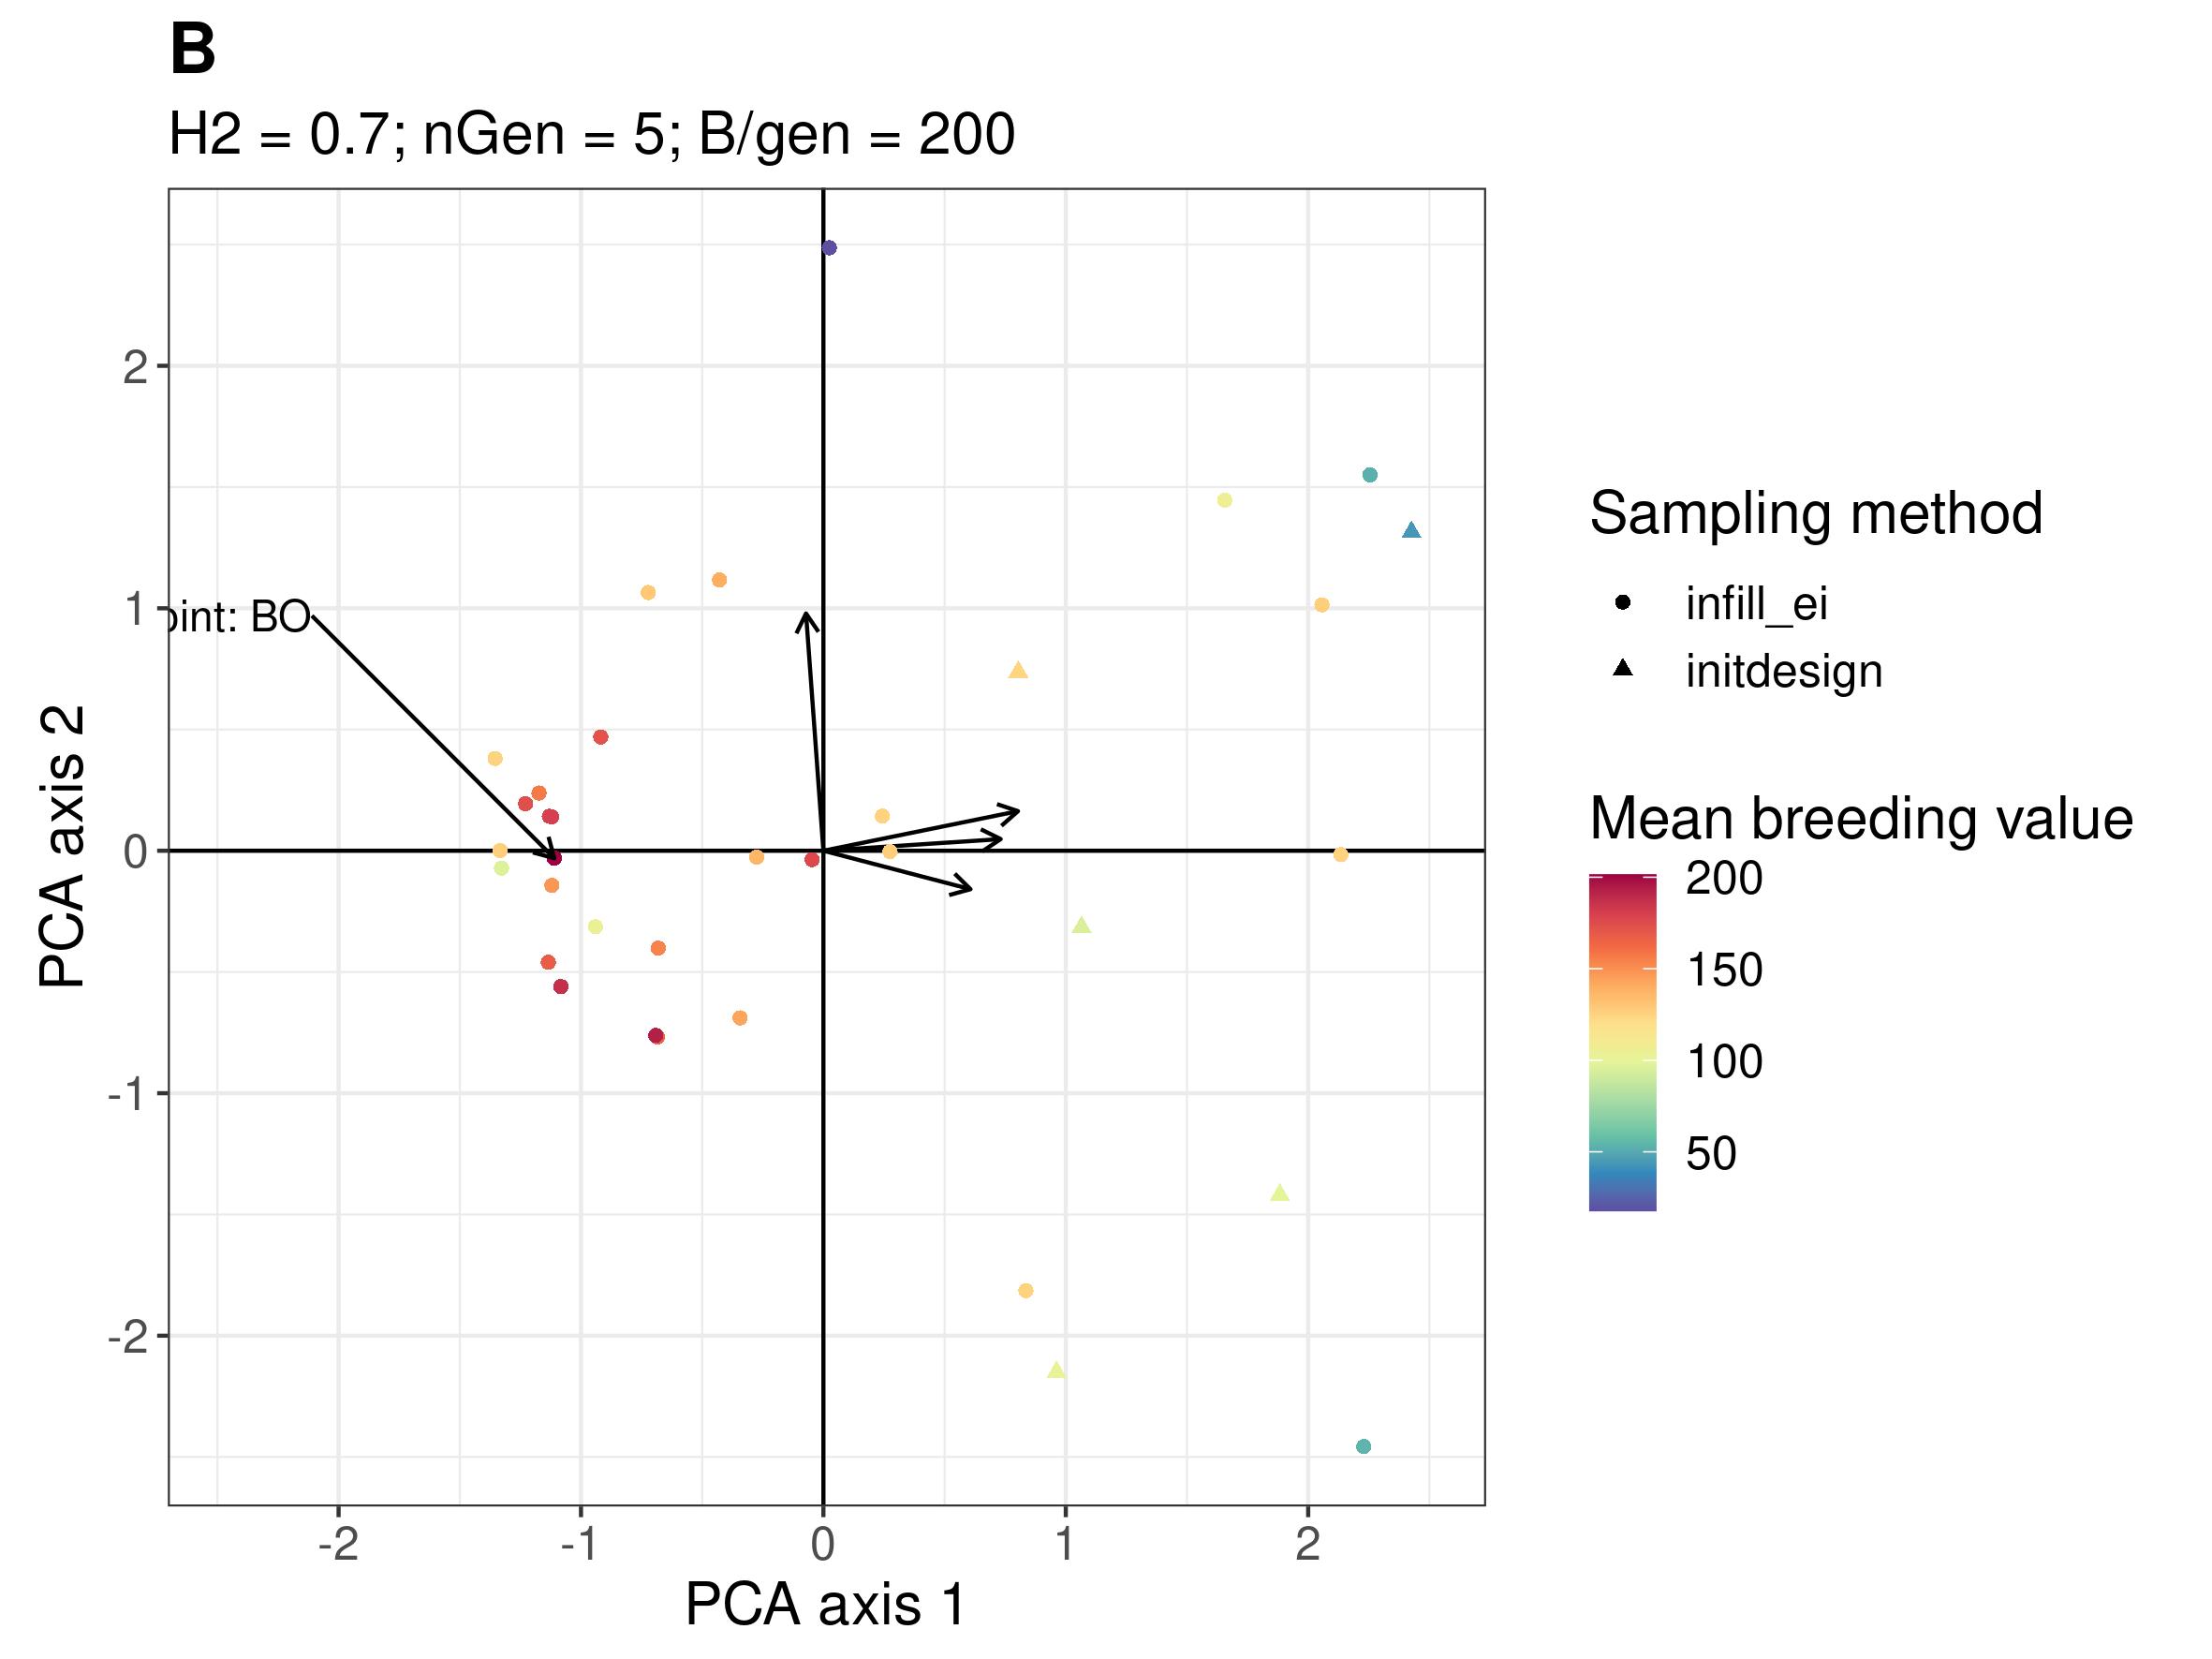 B
H2 = 0.7; nGen = 5; B/gen = 200
PCA axis 2
2
1
0
-1
-2
oint: BO
-2
-1
0
1
2
PCA axis 1
Sampling method
infill_ei
initdesign
Mean breeding value
200
150
100
50